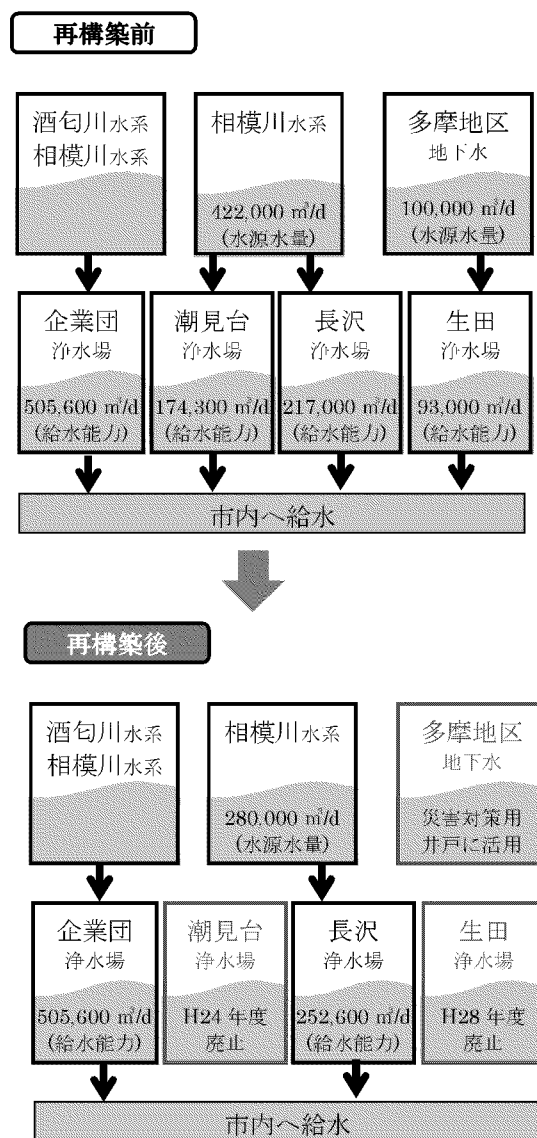 再構築前
酒匂川水系
相模川水系
相模川水系
422,000 ㎥/d
(水源水量)
多摩地区
地下水
100,000 ㎥/d
(水源水量)
企業団
浄水場
505,600 ㎥/d
(給水能力)
潮見台
浄水場
174,300 ㎥/d
(給水能力)
長沢
浄水場
217,000 ㎥/d
(給水能力)
生田
浄水場
93,000 ㎥/d
(給水能力)
市内へ給水
再構築後
酒匂川水系
相模川水系
相模川水系
280,000 ㎥/d
(水源水量)
多摩地区
地下水
災害対策用
井戸に活用
企業団
浄水場
505,600 ㎥/d
(給水能力)
潮見台
浄水場
H24 年度
廃止
長沢
浄水場
252,600 ㎥/d
(給水能力)
生田
浄水場
H28 年度
廃止
市内へ給水